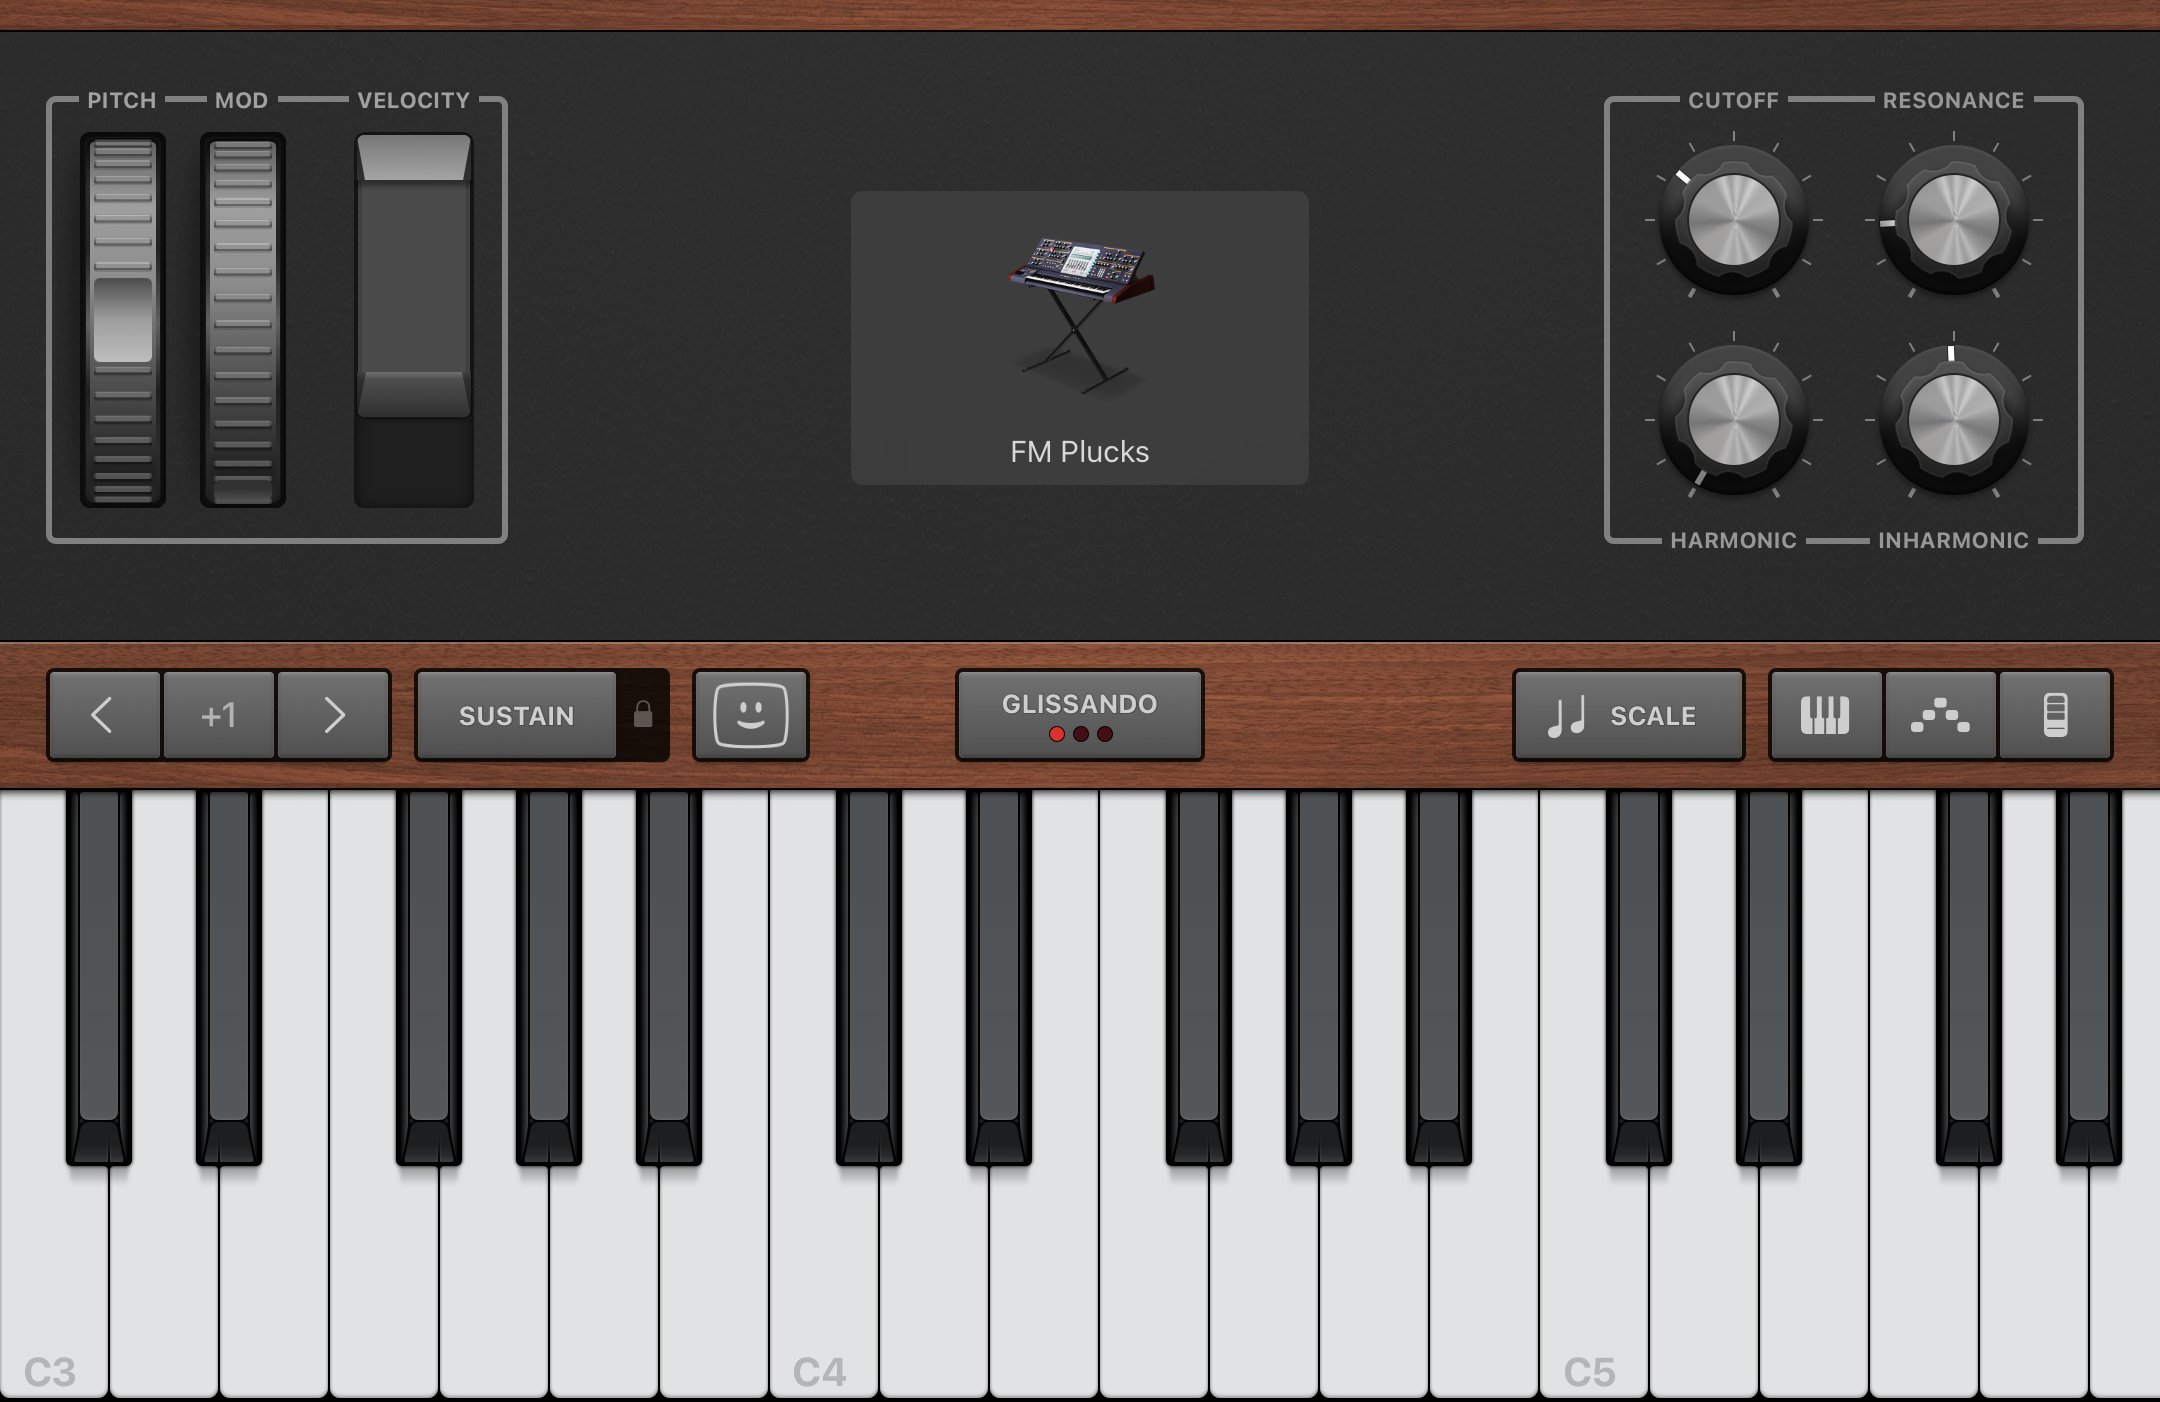 PITCH MOD VELOCITY
CUTOFF RESONANCE
FM Plucks
HARMONIC INHARMONIC
+1
SUSTAIN
GLISSANDO
SCALE
C3 C4 C5